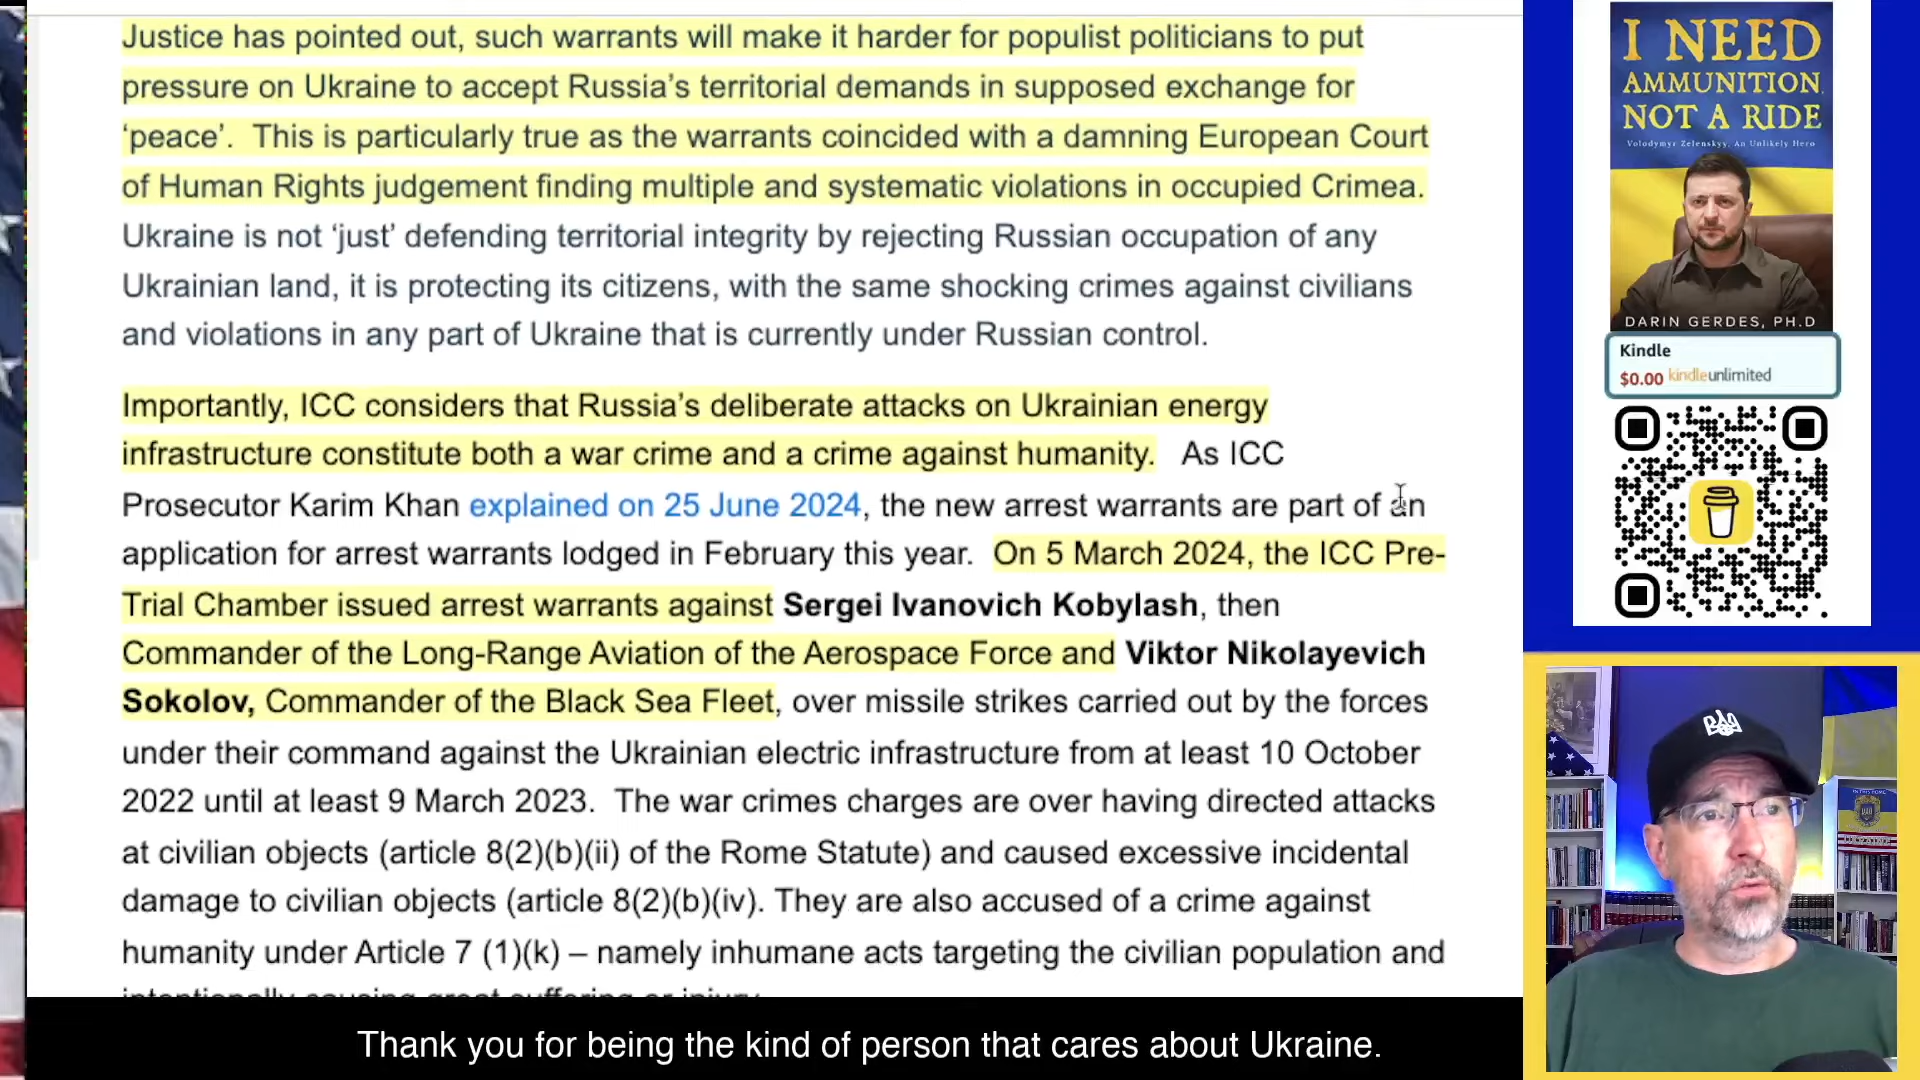 Justice has pointed out, such warrants will make it harder for populist politicians to put
pressure on Ukraine to accept Russia’s territorial demands in supposed exchange for
‘peace’.  This is particularly true as the warrants coincided with a damning European Court
of Human Rights judgement finding multiple and systematic violations in occupied Crimea.
Ukraine is not ‘just’ defending territorial integrity by rejecting Russian occupation of any
Ukrainian land, it is protecting its citizens, with the same shocking crimes against civilians
and violations in any part of Ukraine that is currently under Russian control.
Importantly, ICC considers that Russia’s deliberate attacks on Ukrainian energy
infrastructure constitute both a war crime and a crime against humanity.   As ICC
Prosecutor Karim Khan explained on 25 June 2024, the new arrest warrants are part of an
application for arrest warrants lodged in February this year.  On 5 March 2024, the ICC Pre-
Trial Chamber issued arrest warrants against Sergei Ivanovich Kobylash, then
Commander of the Long-Range Aviation of the Aerospace Force and Viktor Nikolayevich
Sokolov, Commander of the Black Sea Fleet, over missile strikes carried out by the forces
under their command against the Ukrainian electric infrastructure from at least 10 October
2022 until at least 9 March 2023.  The war crimes charges are over having directed attacks
at civilian objects (article 8(2)(b)(ii) of the Rome Statute) and caused excessive incidental
damage to civilian objects (article 8(2)(b)(iv). They are also accused of a crime against
humanity under Article 7 (1)(k) – namely inhumane acts targeting the civilian population and
intentionally causing great suffering or injury
Thank you for being the kind of person that cares about Ukraine.
I NEED
AMMUNITION,
NOT A RIDE
Volodymyr Zelenskyy, An Unlikely Hero
DARIN GERDES, PH.D
Kindle
$0.00 kindleunlimited